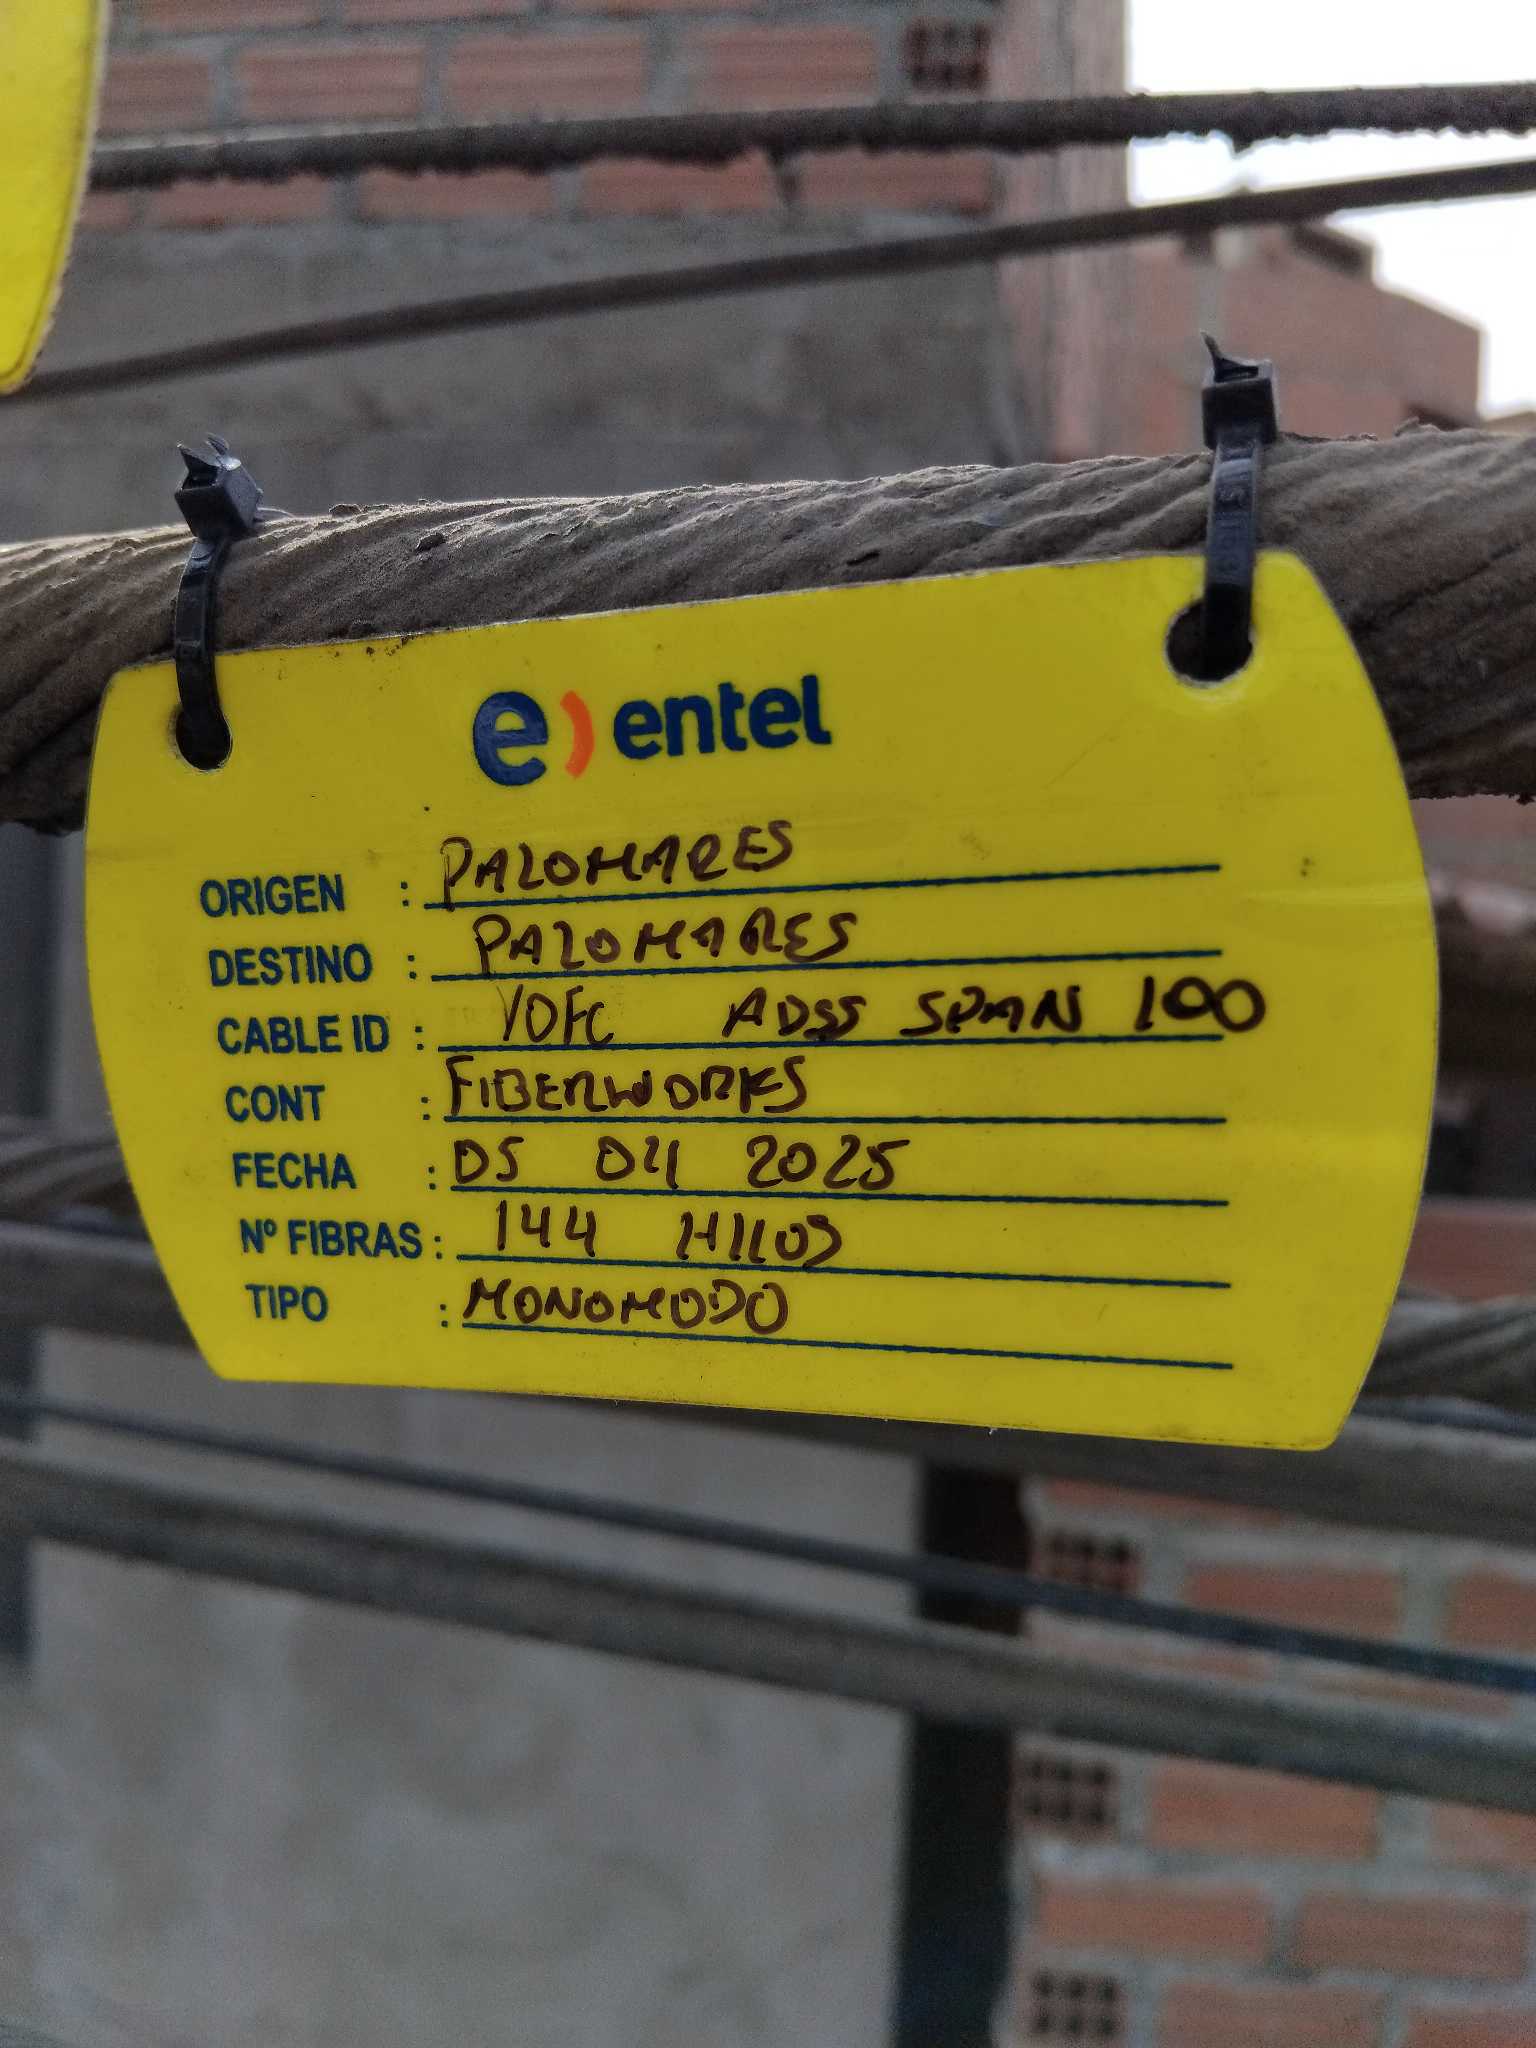 e) entel
ORIGEN : PALOMARES
DESTINO : PALOMARES
CABLE ID : YOFC ADSS SPAN 100
CONT : FIBERWORKS
FECHA : 05 04 2025
Nº FIBRAS : 144 HILOS
TIPO : MONOMODO